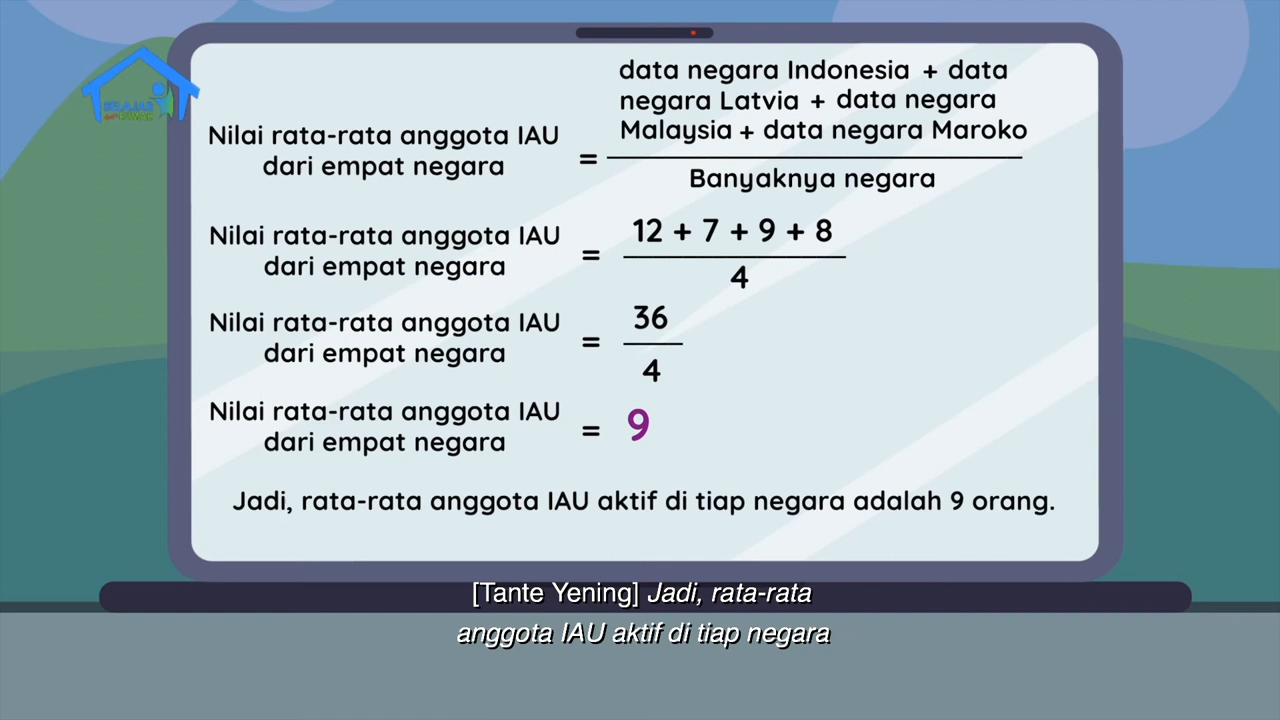 BELAJAR
dari RUMAH
data negara Indonesia + data
negara Latvia + data negara
Malaysia + data negara Maroko
Nilai rata-rata anggota IAU
dari empat negara
=
Banyaknya negara
Nilai rata-rata anggota IAU
dari empat negara
=
12 + 7 + 9 + 8
4
Nilai rata-rata anggota IAU
dari empat negara
=
36
4
Nilai rata-rata anggota IAU
dari empat negara
= 9
Jadi, rata-rata anggota IAU aktif di tiap negara adalah 9 orang.
[Tante Yening] Jadi, rata-rata
anggota IAU aktif di tiap negara